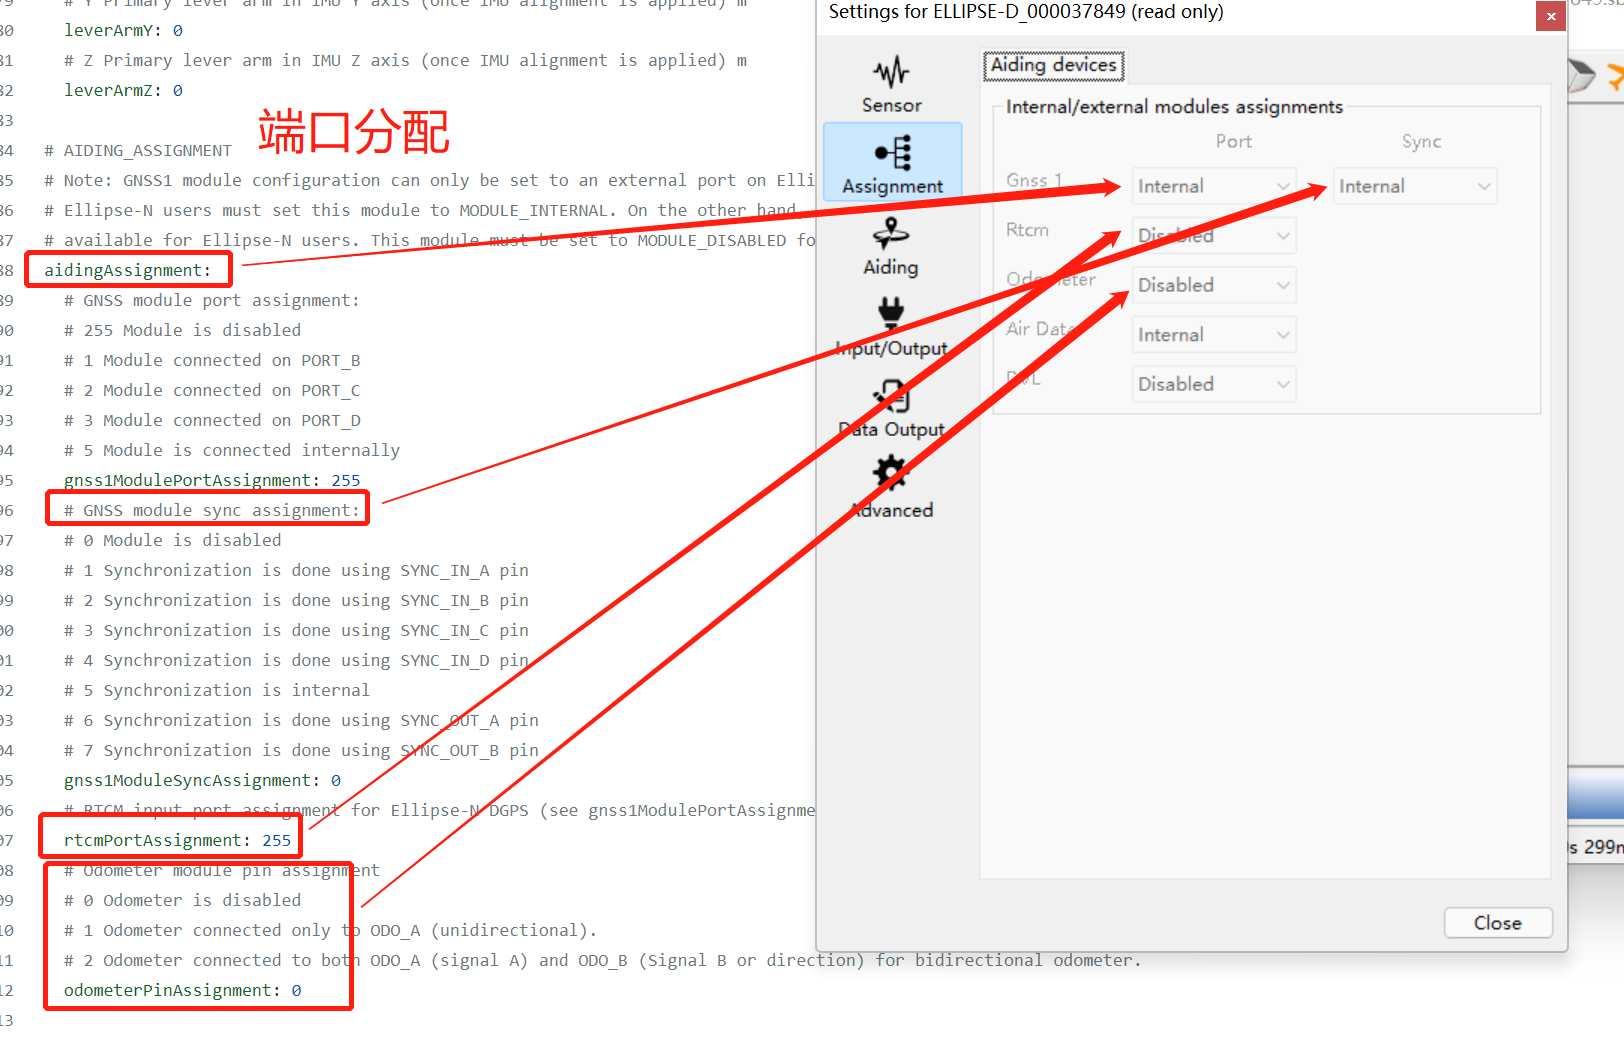 79 # Y Primary lever arm in IMU Y axis (once IMU alignment is applied) m
80 leverArmY: 0
81 # Z Primary lever arm in IMU Z axis (once IMU alignment is applied) m
82 leverArmZ: 0
83
端口分配
84 # AIDING_ASSIGNMENT
85 # Note: GNSS1 module configuration can only be set to an external port on Elli
86 # Ellipse-N users must set this module to MODULE_INTERNAL. On the other hand,
87 # available for Ellipse-N users. This module must be set to MODULE_DISABLED fo
88 aidingAssignment:
89 # GNSS module port assignment:
90 # 255 Module is disabled
91 # 1 Module connected on PORT_B
92 # 2 Module connected on PORT_C
93 # 3 Module connected on PORT_D
94 # 5 Module is connected internally
95 gnss1ModulePortAssignment: 255
96 # GNSS module sync assignment:
97 # 0 Module is disabled
98 # 1 Synchronization is done using SYNC_IN_A pin
99 # 2 Synchronization is done using SYNC_IN_B pin
00 # 3 Synchronization is done using SYNC_IN_C pin
01 # 4 Synchronization is done using SYNC_IN_D pin
02 # 5 Synchronization is internal
03 # 6 Synchronization is done using SYNC_OUT_A pin
04 # 7 Synchronization is done using SYNC_OUT_B pin
05 gnss1ModuleSyncAssignment: 0
06 # RTCM input port assignment for Ellipse-N DGPS (see gnss1ModulePortAssignme
07 rtcmPortAssignment: 255
08 # Odometer module pin assignment
09 # 0 Odometer is disabled
10 # 1 Odometer connected only to ODO_A (unidirectional).
11 # 2 Odometer connected to both ODO_A (signal A) and ODO_B (Signal B or direction) for bidirectional odometer.
12 odometerPinAssignment: 0
13
Settings for ELLIPSE-D_000037849 (read only)
Sensor
Assignment
Aiding
Input/Output
Data Output
Advanced
Aiding devices
Internal/external modules assignments
Port Sync
Gnss 1 Internal Internal
Rtcm Disabled
Odometer Disabled
Air Data Internal
DVL Disabled
Close
s 299m